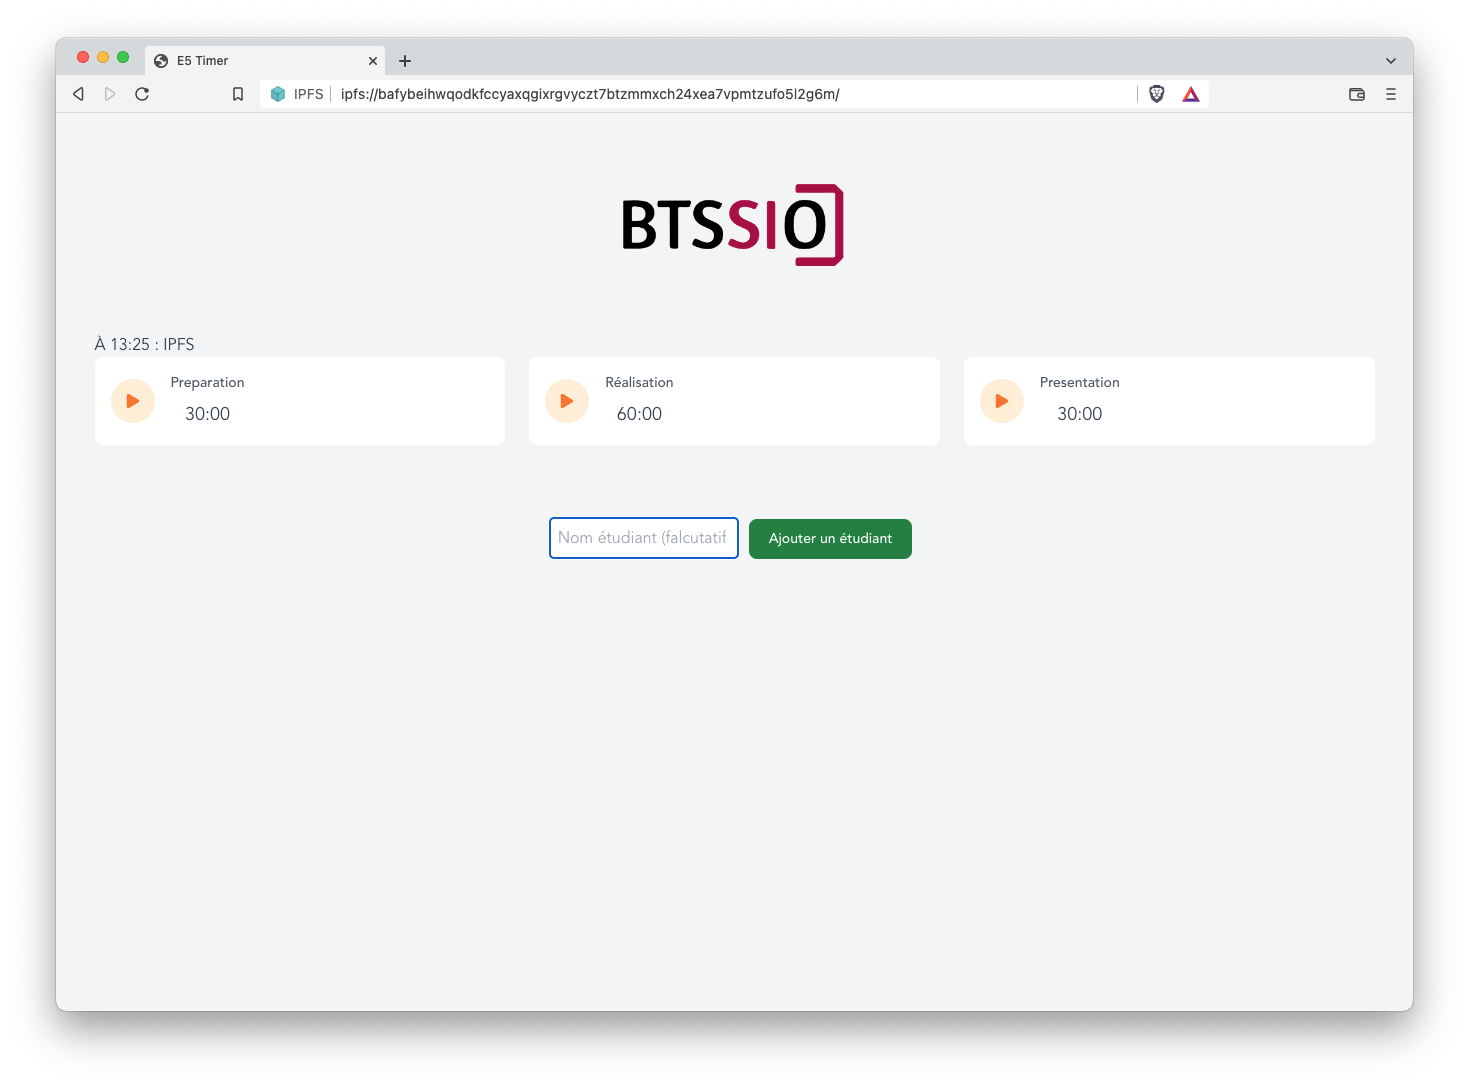 E5 Timer
IPFS
ipfs://bafybeihwqodkfccyaxqgixrgvyczt7btzmmxch24xea7vpmtzufo5l2g6m/
BTSSIO
À 13:25 : IPFS
Preparation
30:00
Réalisation
60:00
Presentation
30:00
Nom étudiant (falcutatif
Ajouter un étudiant